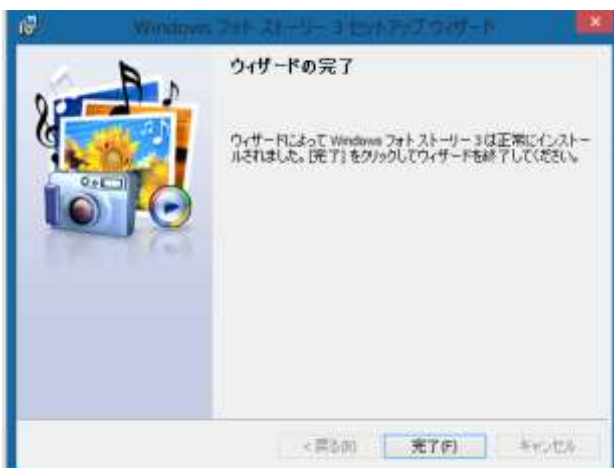 Windows フォト ストーリー 3 セットアップ ウィザード
ウィザードの完了
ウィザードによって Windows フォト ストーリー 3 は正常にインストー
ルされました。[完了] をクリックしてウィザードを終了してください。
< 戻る(B)
完了(F)
キャンセル